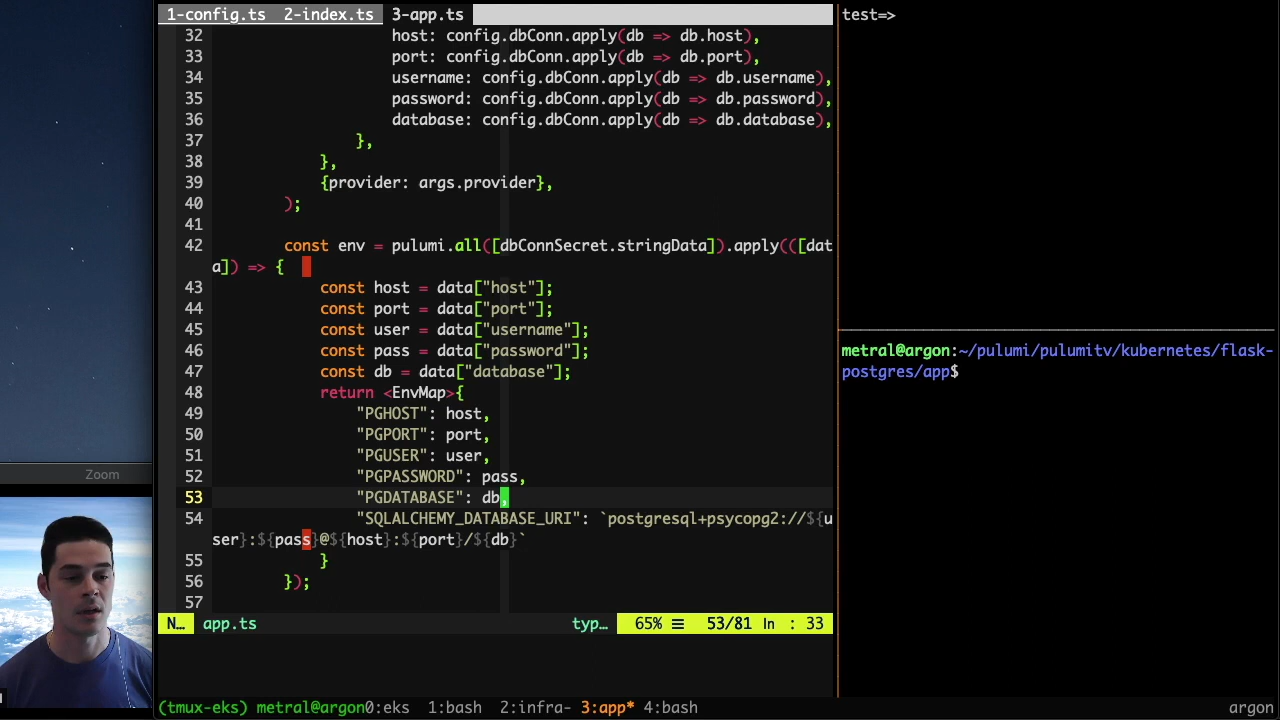 1-config.ts 2-index.ts 3-app.ts
32 host: config.dbConn.apply(db => db.host),
33 port: config.dbConn.apply(db => db.port),
34 username: config.dbConn.apply(db => db.username),
35 password: config.dbConn.apply(db => db.password),
36 database: config.dbConn.apply(db => db.database),
37 },
38 },
39 {provider: args.provider},
40 );
41
42 const env = pulumi.all([dbConnSecret.stringData]).apply(([dat
a]) => {
43 const host = data["host"];
44 const port = data["port"];
45 const user = data["username"];
46 const pass = data["password"];
47 const db = data["database"];
48 return <EnvMap>{
49 "PGHOST": host,
50 "PGPORT": port,
51 "PGUSER": user,
52 "PGPASSWORD": pass,
53 "PGDATABASE": db,
54 "SQLALCHEMY_DATABASE_URI": `postgresql+psycopg2://${u
ser}:${pass}@${host}:${port}/${db}`
55 }
56 });
57
N… app.ts typ… 65% ☰ 53/81 ln : 33
test=>
metral@argon:~/pulumi/pulumitv/kubernetes/flask-
postgres/app$
Zoom
(tmux-eks) metral@argon0:eks 1:bash 2:infra- 3:app* 4:bash argon